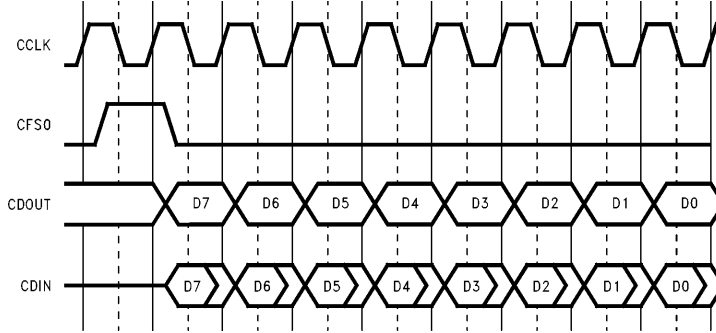 CCLK
CFS0
CDOUT D7 D6 D5 D4 D3 D2 D1 D0
CDIN D7 D6 D5 D4 D3 D2 D1 D0